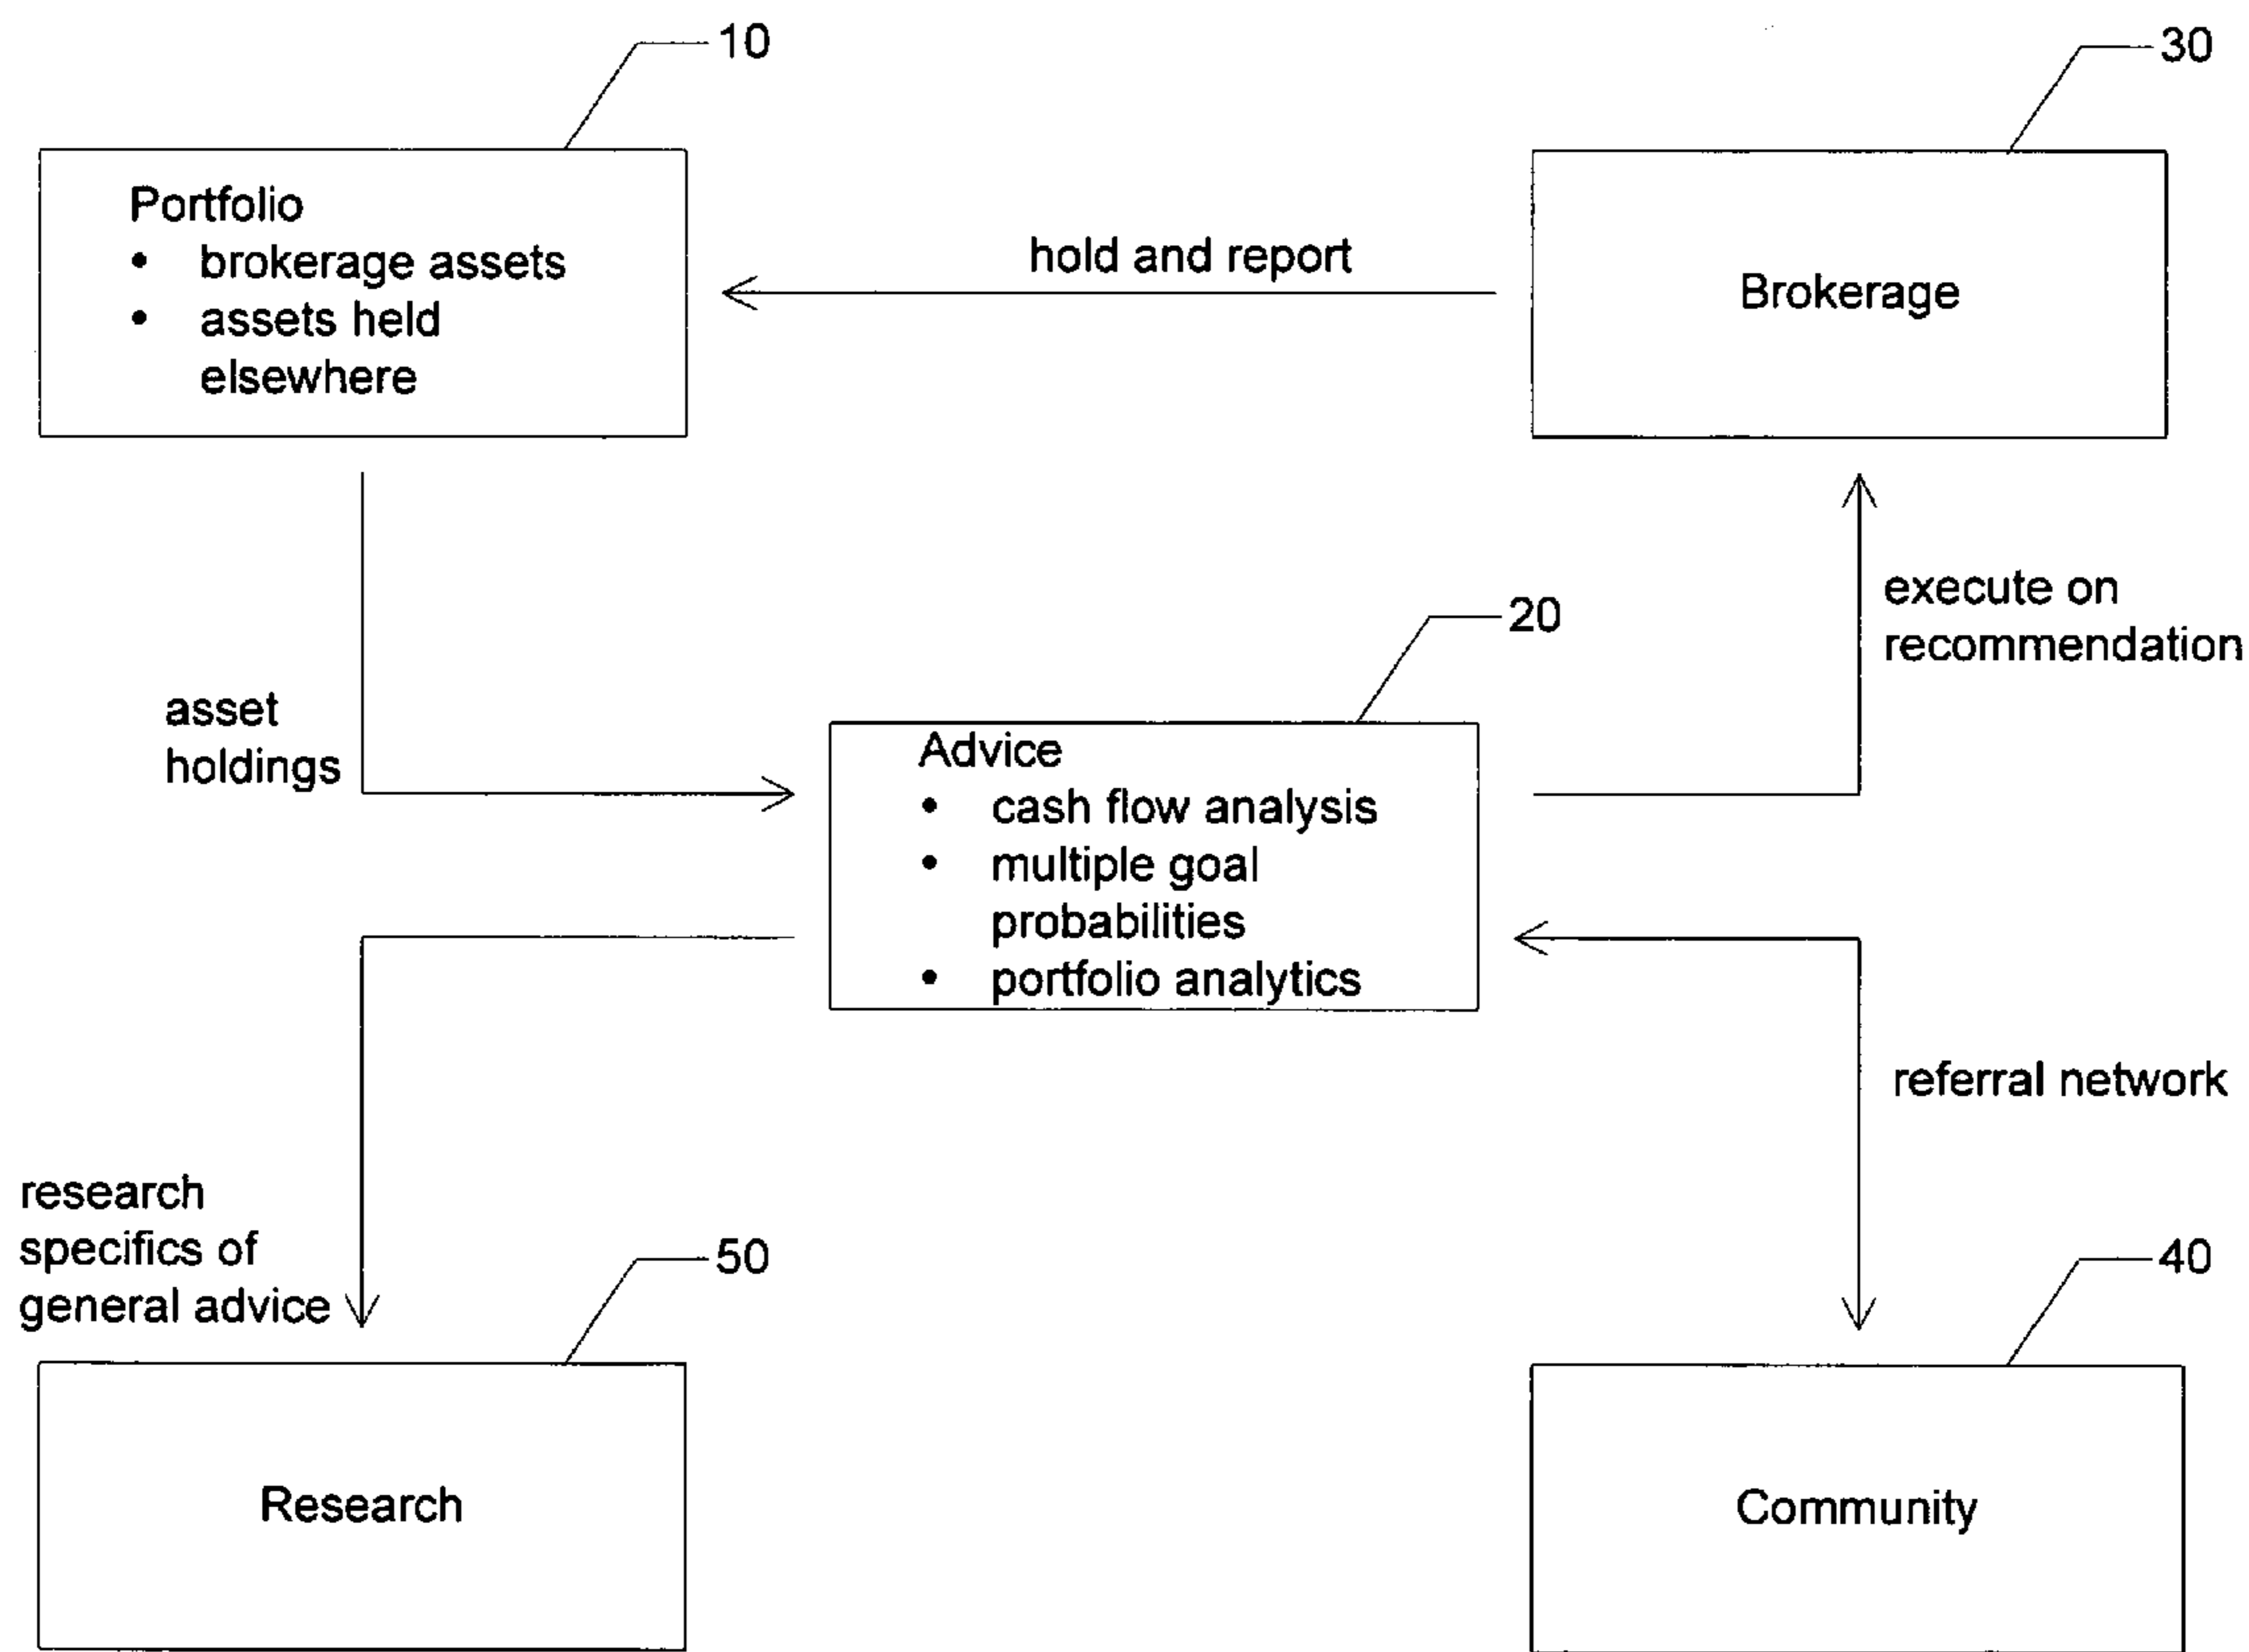 10
30
Portfolio
• brokerage assets
• assets held
elsewhere
hold and report
Brokerage
execute on
recommendation
20
asset
holdings
Advice
• cash flow analysis
• multiple goal
probabilities
• portfolio analytics
referral network
research
specifics of
general advice
50
40
Research
Community